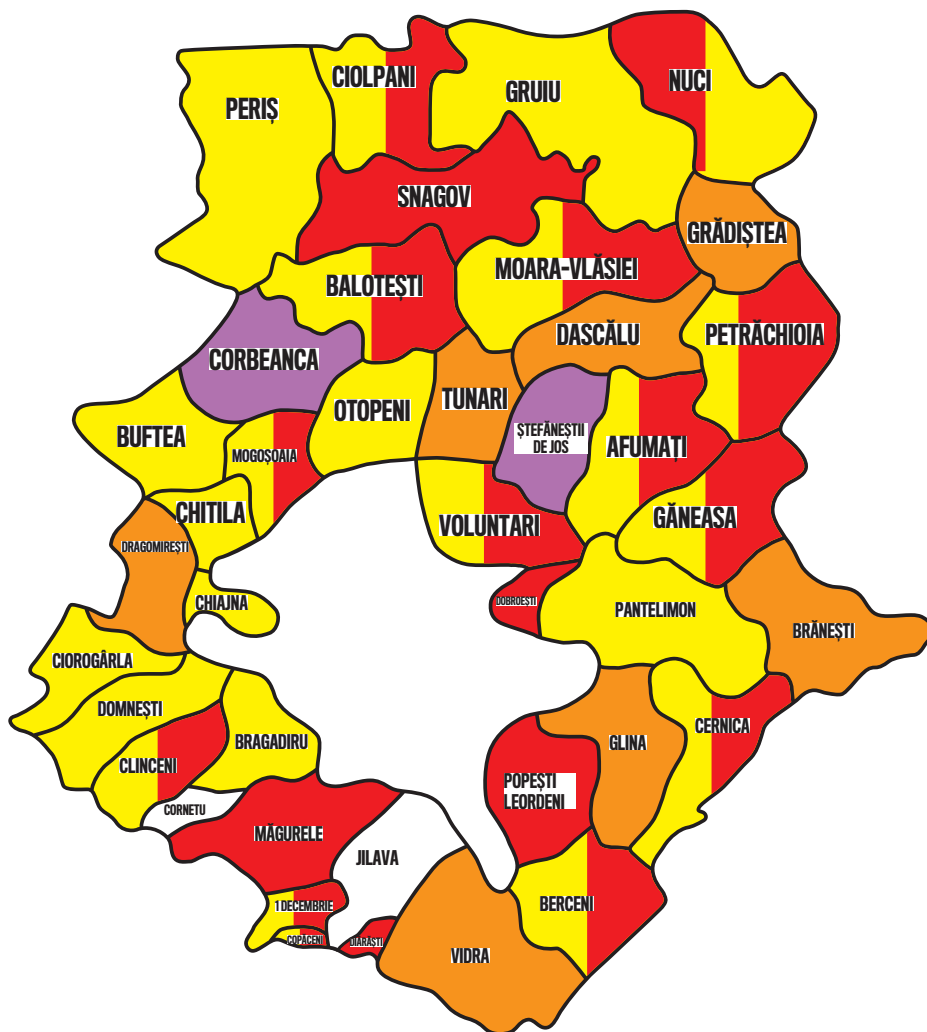 CIOLPANI
NUCI
GRUIU
PERIȘ
SNAGOV
GRĂDIȘTEA
MOARA-VLĂSIEI
BALOTEȘTI
PETRĂCHIOIA
DASCĂLU
CORBEANCA
TUNARI
OTOPENI
BUFTEA
ȘTEFĂNEȘTII
DE JOS
AFUMAȚI
MOGOȘOAIA
CHITILA
GĂNEASA
VOLUNTARI
DRAGOMIREȘTI
CHIAJNA
DOBROEȘTI
PANTELIMON
BRĂNEȘTI
CIOROGÂRLA
DOMNEȘTI
CERNICA
BRAGADIRU
GLINA
CLINCENI
POPEȘTI
LEORDENI
CORNETU
MĂGURELE
JILAVA
1 DECEMBRIE
BERCENI
COPĂCENI
DIARĂȘTI
VIDRA